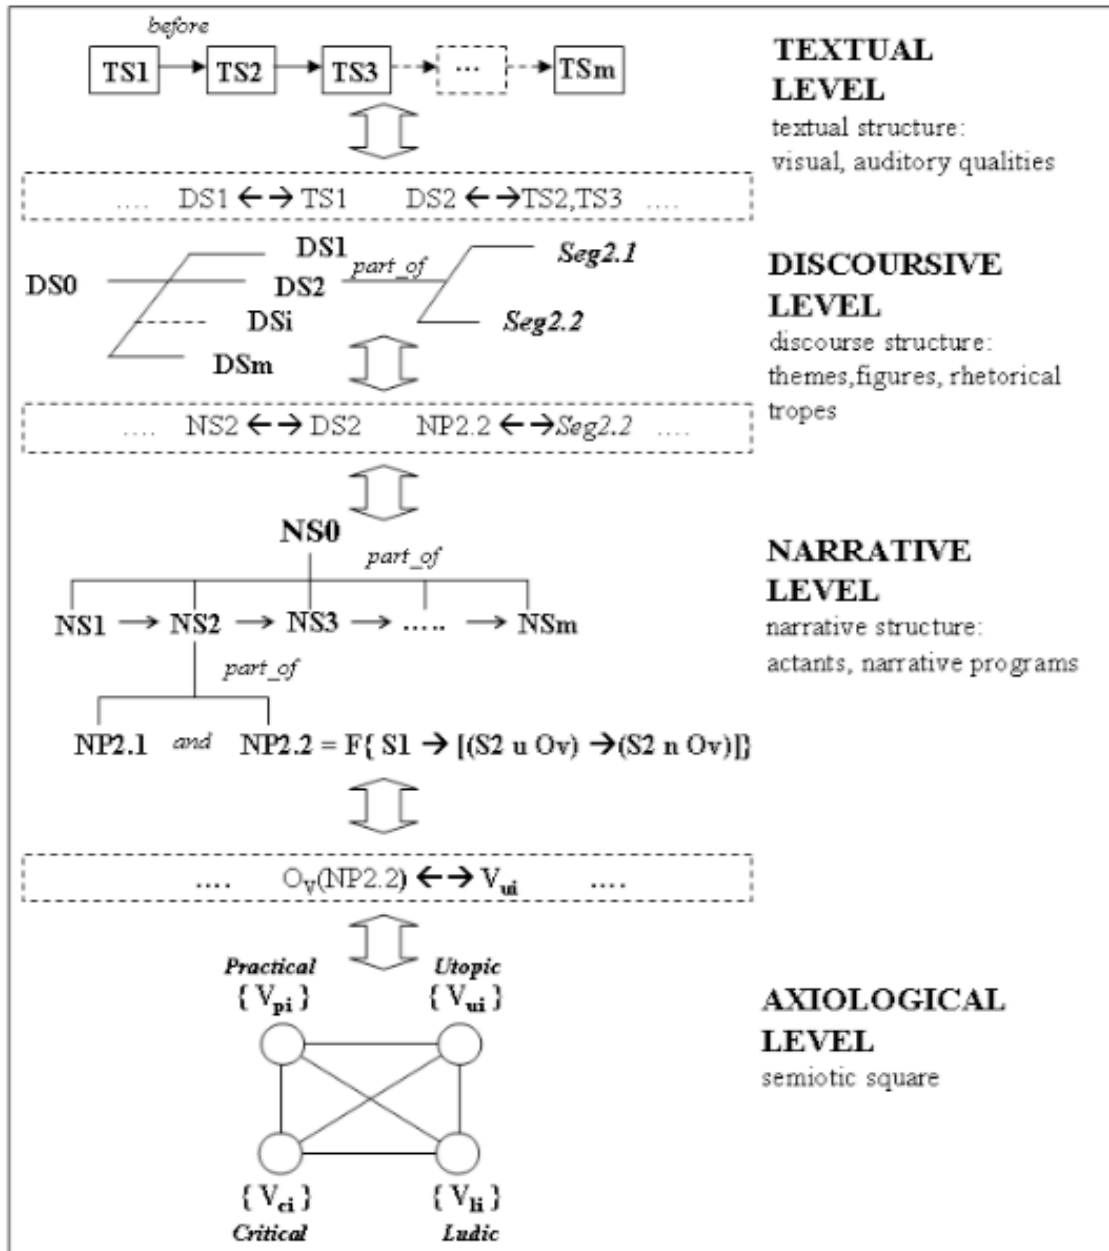 before
TS1 TS2 TS3 ... TSm
TEXTUAL
LEVEL
textual structure:
visual, auditory qualities
.... DS1 ←→ TS1 DS2 ←→TS2,TS3 ....
DS0
DS1
DS2
DSi
DSm
part_of
Seg2.1
Seg2.2
DISCOURSIVE
LEVEL
discourse structure:
themes,figures, rhetorical
tropes
.... NS2 ←→ DS2 NP2.2 ←→Seg2.2 ....
NS0
part_of
NS1 → NS2 → NS3 → ..... → NSm
part_of
NP2.1 and NP2.2 = F{ S1 → [(S2 u Ov) →(S2 n Ov)]}
NARRATIVE
LEVEL
narrative structure:
actants, narrative programs
.... Ov(NP2.2) ←→ Vui ....
Practical Utopic
{ Vpi } { Vui }
{ Vci } { Vli }
Critical Ludic
AXIOLOGICAL
LEVEL
semiotic square